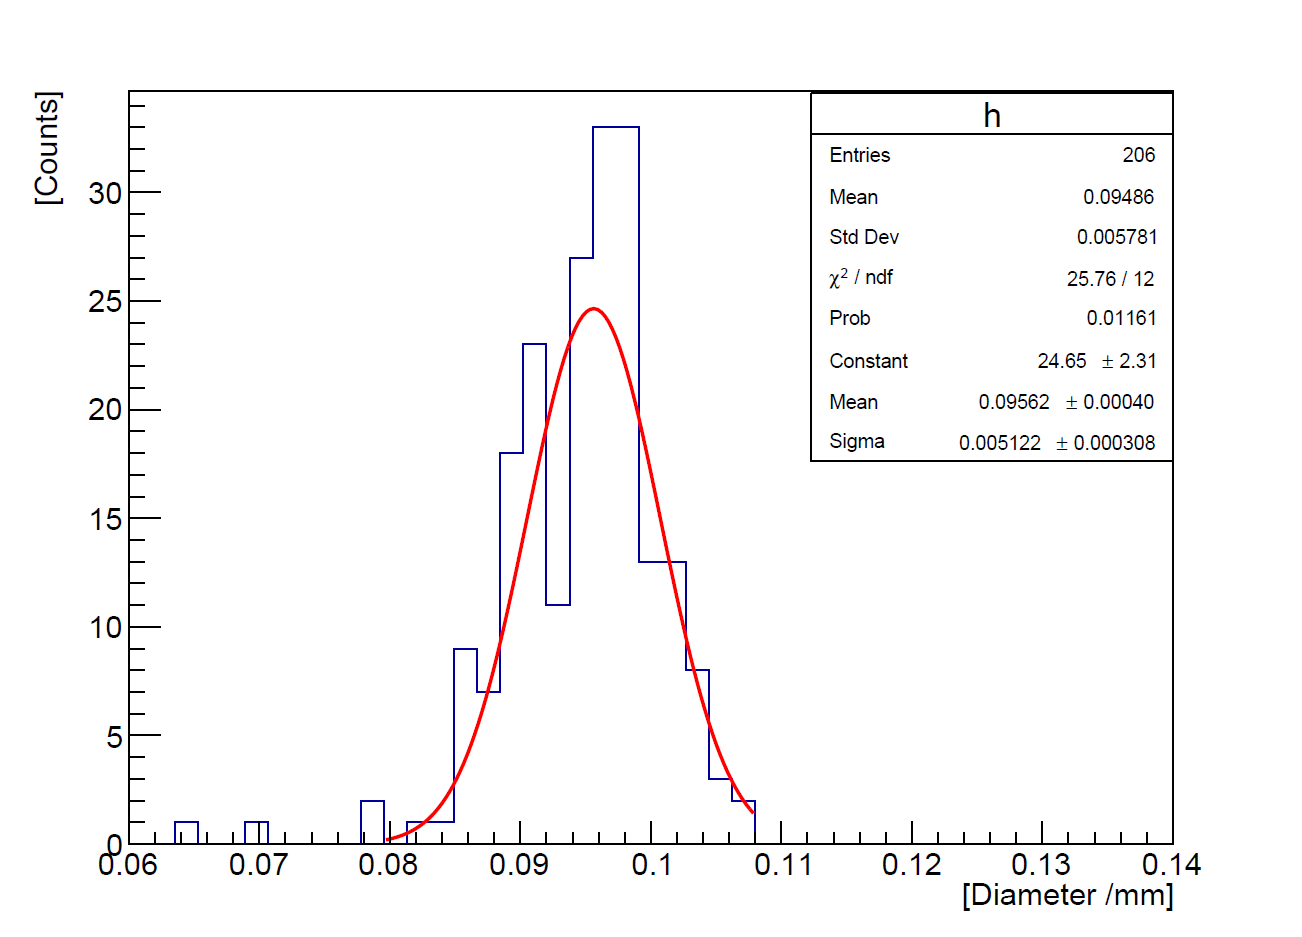 [Counts]
h
Entries 206
Mean 0.09486
Std Dev 0.005781
χ² / ndf 25.76 / 12
Prob 0.01161
Constant 24.65 ± 2.31
Mean 0.09562 ± 0.00040
Sigma 0.005122 ± 0.000308
30
25
20
15
10
5
0
0.06 0.07 0.08 0.09 0.1 0.11 0.12 0.13 0.14
[Diameter /mm]